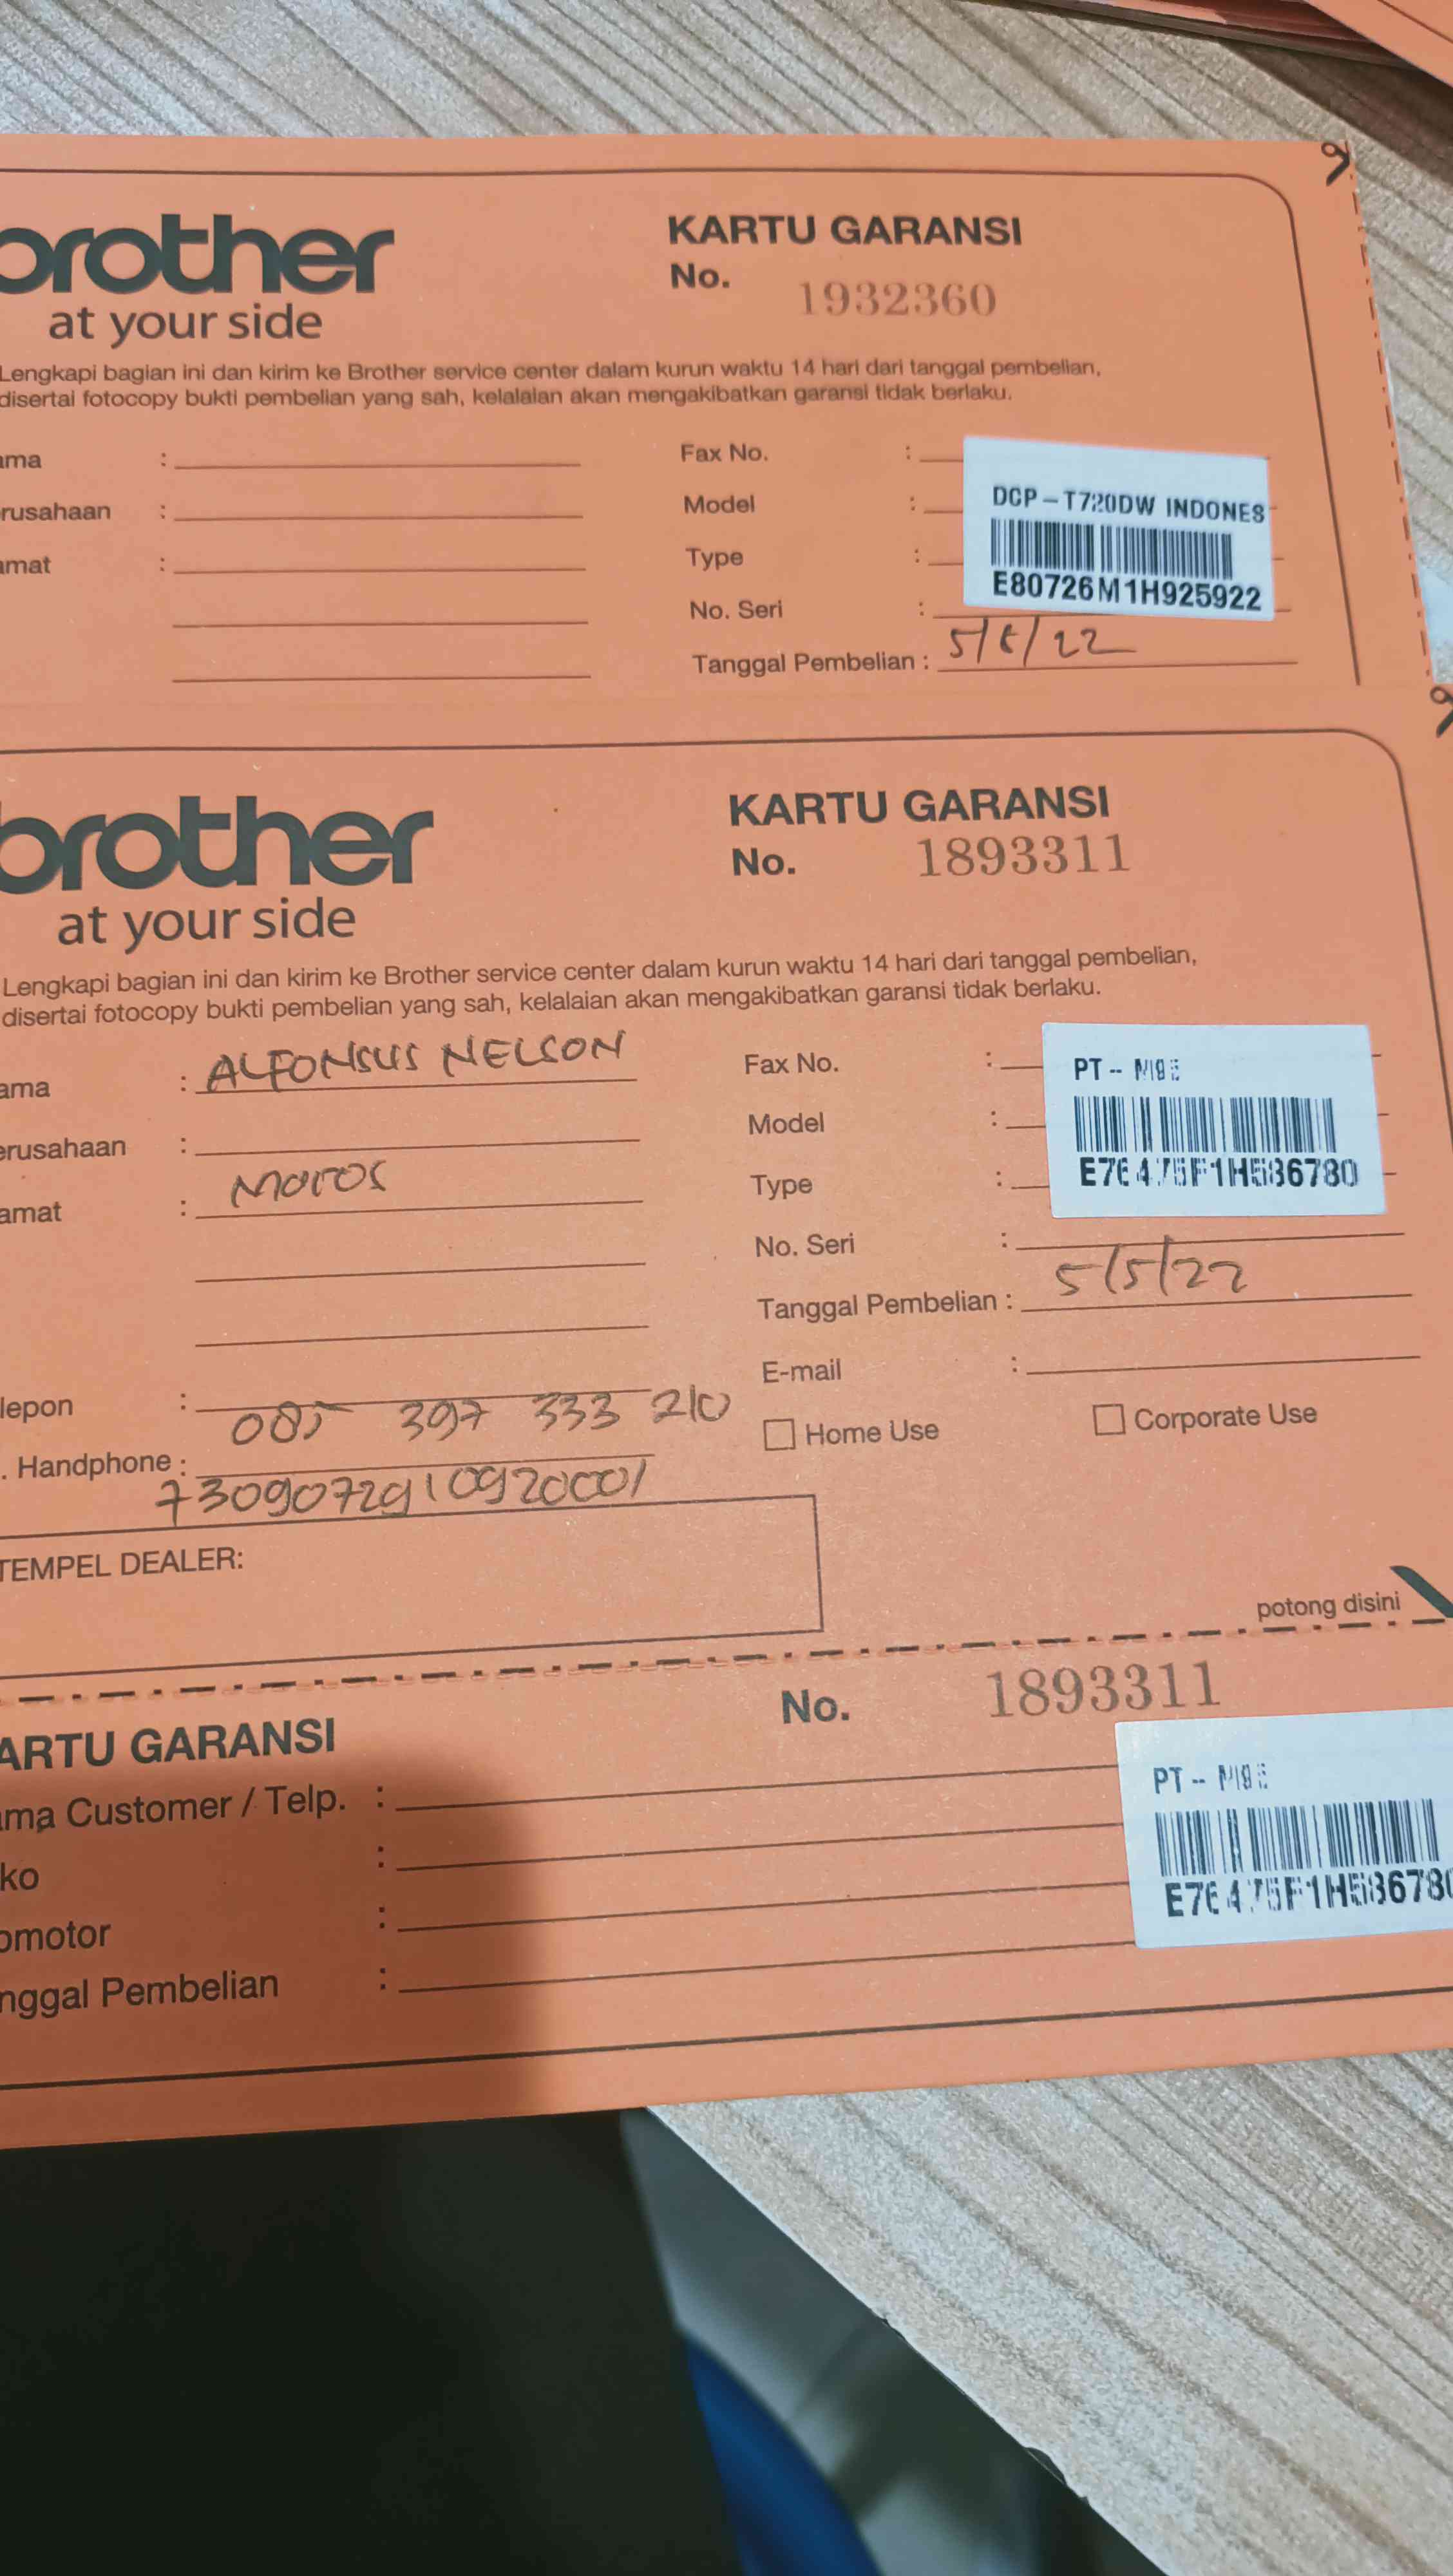 brother
at your side
KARTU GARANSI
No. 1932360
Lengkapi bagian ini dan kirim ke Brother service center dalam kurun waktu 14 hari dari tanggal pembelian,
disertai fotocopy bukti pembelian yang sah, kelalaian akan mengakibatkan garansi tidak berlaku.
ama :
rusahaan :
amat :
Fax No. :
Model :
Type :
No. Seri :
Tanggal Pembelian : 5/5/22
DCP-T720DW INDONES
E80726M1H925922
brother
at your side
KARTU GARANSI
No. 1893311
Lengkapi bagian ini dan kirim ke Brother service center dalam kurun waktu 14 hari dari tanggal pembelian,
disertai fotocopy bukti pembelian yang sah, kelalaian akan mengakibatkan garansi tidak berlaku.
ama : ALFONSUS NELSON
erusahaan :
amat : MOROS
lepon : 085 397 333 210
. Handphone : 7309072910920001
Fax No. :
Model :
Type :
No. Seri :
Tanggal Pembelian : 5/5/22
E-mail :
Home Use
Corporate Use
PT--
TEMPEL DEALER:
potong disini
ARTU GARANSI
No. 1893311
ama Customer / Telp. :
ko :
omotor :
nggal Pembelian :
PT--